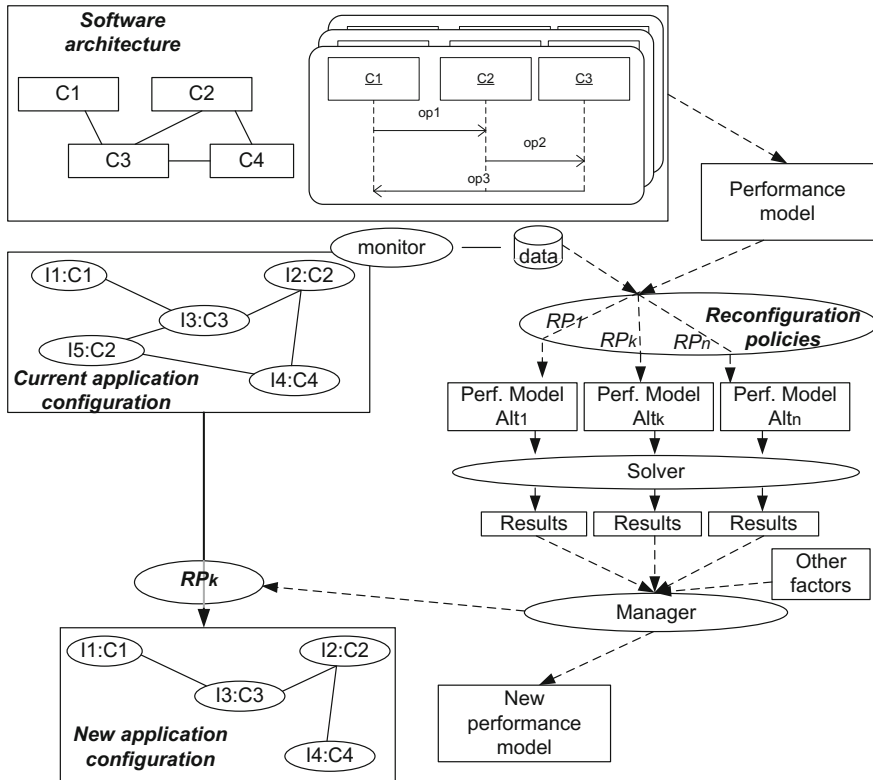 Software
architecture
C1
C2
C3
C4
C1
C2
C3
op1
op2
op3
Performance
model
monitor
data
I1:C1
I2:C2
I3:C3
I5:C2
I4:C4
Current application
configuration
RP1
RPk
RPn
Reconfiguration
policies
Perf. Model
Alt1
Perf. Model
Altk
Perf. Model
Altn
Solver
Results
Results
Results
Other
factors
RPk
Manager
I1:C1
I2:C2
I3:C3
I4:C4
New application
configuration
New
performance
model